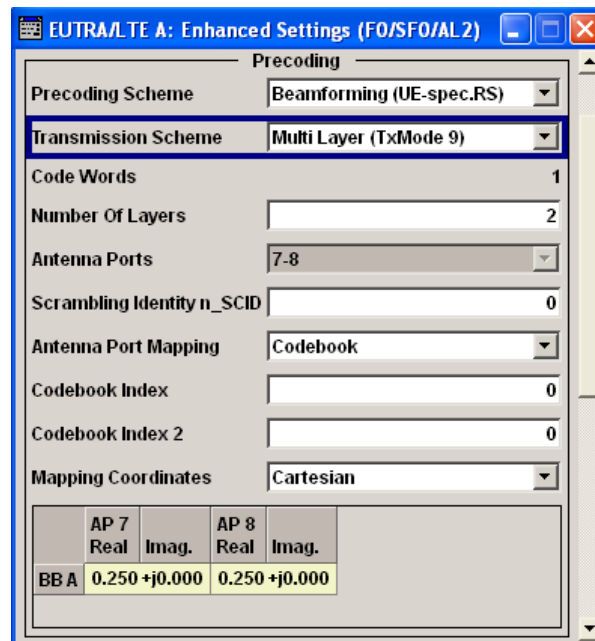 EUTRA/LTE A: Enhanced Settings (F0/SF0/AL2)
Precoding
Precoding Scheme Beamforming (UE-spec.RS)
Transmission Scheme Multi Layer (TxMode 9)
Code Words 1
Number Of Layers 2
Antenna Ports 7-8
Scrambling Identity n_SCID 0
Antenna Port Mapping Codebook
Codebook Index 0
Codebook Index 2 0
Mapping Coordinates Cartesian
AP 7 AP 8
Real Imag. Real Imag.
BB A 0.250 +j0.000 0.250 +j0.000